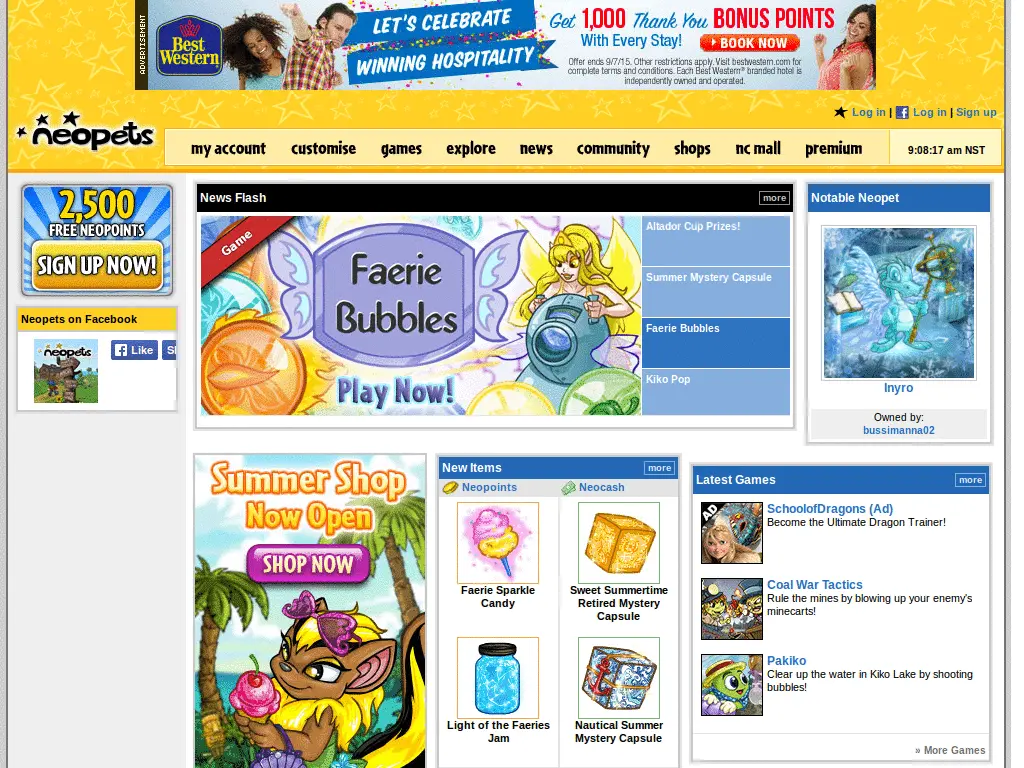 ADVERTISEMENT
Best
Western
LET'S CELEBRATE
WINNING HOSPITALITY
Get 1,000 Thank You BONUS POINTS
With Every Stay!
BOOK NOW
Offer ends 9/7/15. Other restrictions apply. Visit bestwestern.com for
complete terms and conditions. Each Best Western® branded hotel is
independently owned and operated.
Log in | Log in | Sign up
neopets
my account
customise
games
explore
news
community
shops
nc mall
premium
9:08:17 am NST
2,500
FREE NEOPOINTS
SIGN UP NOW!
Neopets on Facebook
neopets
Like
News Flash
more
Game
Faerie
Bubbles
Play Now!
Altador Cup Prizes!
Summer Mystery Capsule
Faerie Bubbles
Kiko Pop
Notable Neopet
Inyro
Owned by:
bussimanna02
Summer Shop
Now Open
SHOP NOW
New Items
more
Neopoints
Neocash
Faerie Sparkle
Candy
Sweet Summertime
Retired Mystery
Capsule
Light of the Faeries
Jam
Nautical Summer
Mystery Capsule
Latest Games
more
AD
SchoolofDragons (Ad)
Become the Ultimate Dragon Trainer!
Coal War Tactics
Rule the mines by blowing up your enemy's
minecarts!
Pakiko
Clear up the water in Kiko Lake by shooting
bubbles!
» More Games